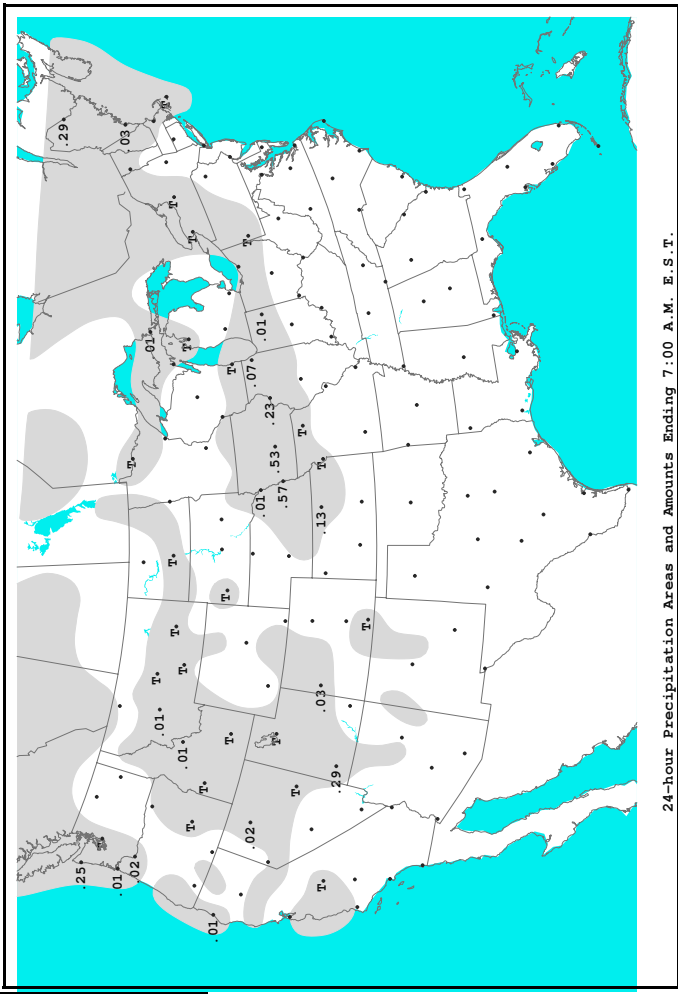 .29
.25
T
.01
.03
T
.02
.01
T
.01
T
T
T
T
.01
T
T
T
T
T
.01
T
T
T
T
.02
.07
.01
.01
.23
.53
T
.57
T
T
.03
.13
T
T
.29
T
24-hour Precipitation Areas and Amounts Ending 7:00 A.M. E.S.T.